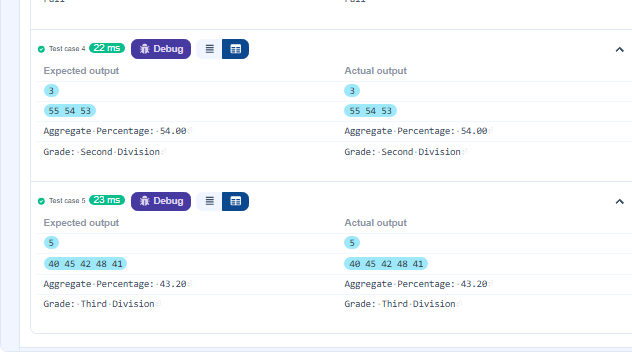 Test case 4 22 ms Debug
Expected output Actual output
3 3
55 54 53 55 54 53
Aggregate·Percentage:·54.00 Aggregate·Percentage:·54.00
Grade:·Second·Division Grade:·Second·Division
Test case 5 23 ms Debug
Expected output Actual output
5 5
40 45 42 48 41 40 45 42 48 41
Aggregate·Percentage:·43.20 Aggregate·Percentage:·43.20
Grade:·Third·Division Grade:·Third·Division